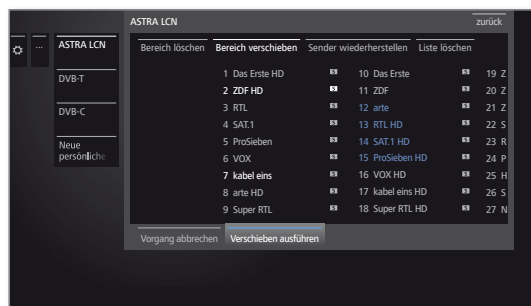 ASTRA LCN zurück
... ASTRA LCN Bereich löschen Bereich verschieben Sender wiederherstellen Liste löschen
DVB-T
DVB-C
Neue
persönliche
1 Das Erste HD S 10 Das Erste S 19 Z
2 ZDF HD S 11 ZDF S 20 Z
3 RTL S 12 arte S 21 Z
4 SAT.1 S 13 RTL HD S 22 S
5 ProSieben S 14 SAT.1 HD S 23 R
6 VOX S 15 ProSieben HD S 24 P
7 kabel eins S 16 VOX HD S 25 H
8 arte HD S 17 kabel eins HD S 26 S
9 Super RTL S 18 Super RTL HD S 27 N
Vorgang abbrechen Verschieben ausführen